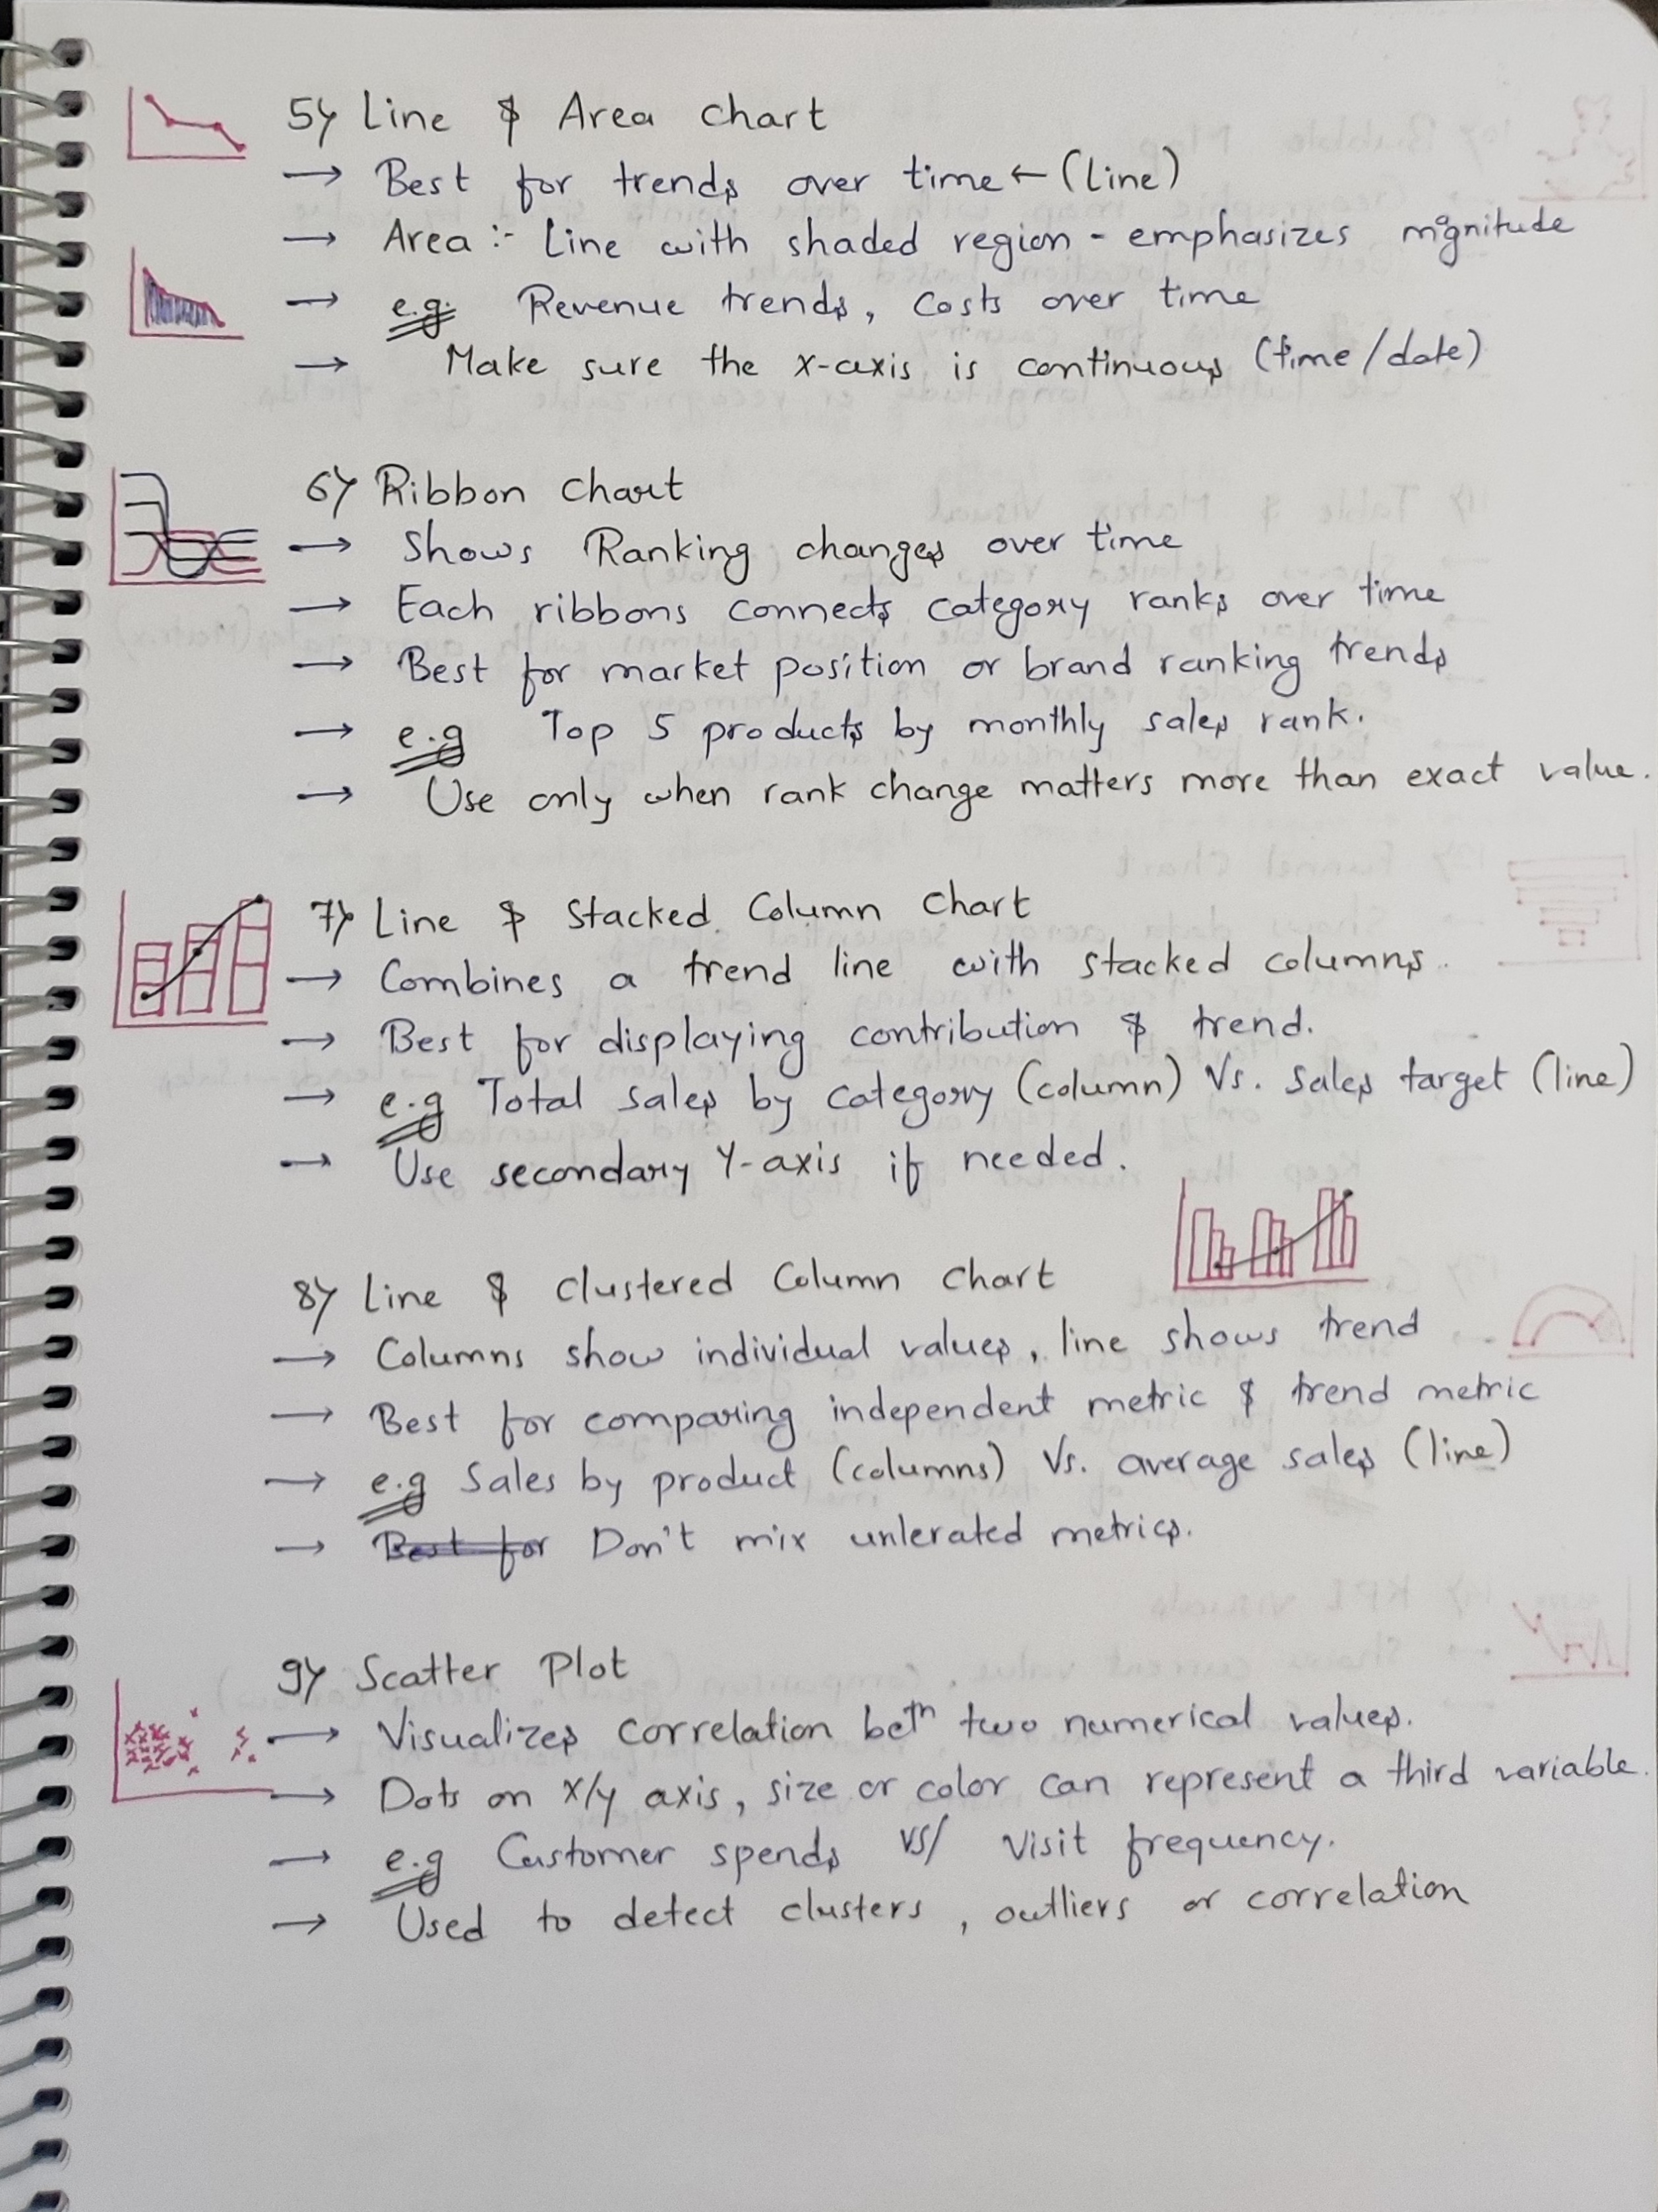 5) Line & Area Chart
→ Best for trends over time ← (line)
→ Area :- Line with shaded region - emphasizes magnitude
→ e.g. Revenue trends, costs over time
→ Make sure the x-axis is continuous (time/date)
6) Ribbon Chart
→ Shows Ranking changes over time
→ Each ribbons connects category ranks over time
→ Best for market position or brand ranking trends
→ e.g Top 5 products by monthly sales rank.
→ Use only when rank change matters more than exact value.
7) Line & Stacked Column Chart
→ Combines a trend line with stacked columns.
→ Best for displaying contribution & trend.
→ e.g Total sales by category (column) Vs. Sales target (line)
→ Use secondary Y-axis if needed.
8) Line & Clustered Column Chart
→ Columns show individual values, line shows trend
→ Best for comparing independent metric & trend metric
→ e.g Sales by product (columns) Vs. average sales (line)
→ Best for Don't mix unlerated metrics.
9) Scatter Plot
→ Visualizes correlation betⁿ two numerical values.
→ Dots on x/y axis, size or color can represent a third variable.
→ e.g Customer spends vs/ visit frequency.
→ Used to detect clusters, outliers or correlation